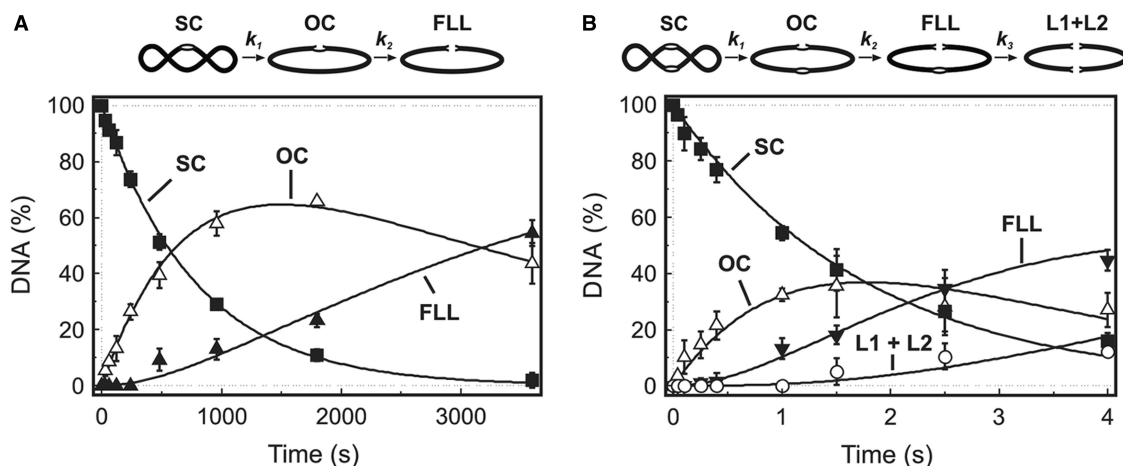 A
SC OC FLL
k1 k2
DNA (%)
100
80
60
40
20
0
SC
OC
FLL
0 1000 2000 3000
Time (s)
B
SC OC FLL L1+L2
k1 k2 k3
DNA (%)
100
80
60
40
20
0
SC
OC
FLL
L1 + L2
0 1 2 3 4
Time (s)